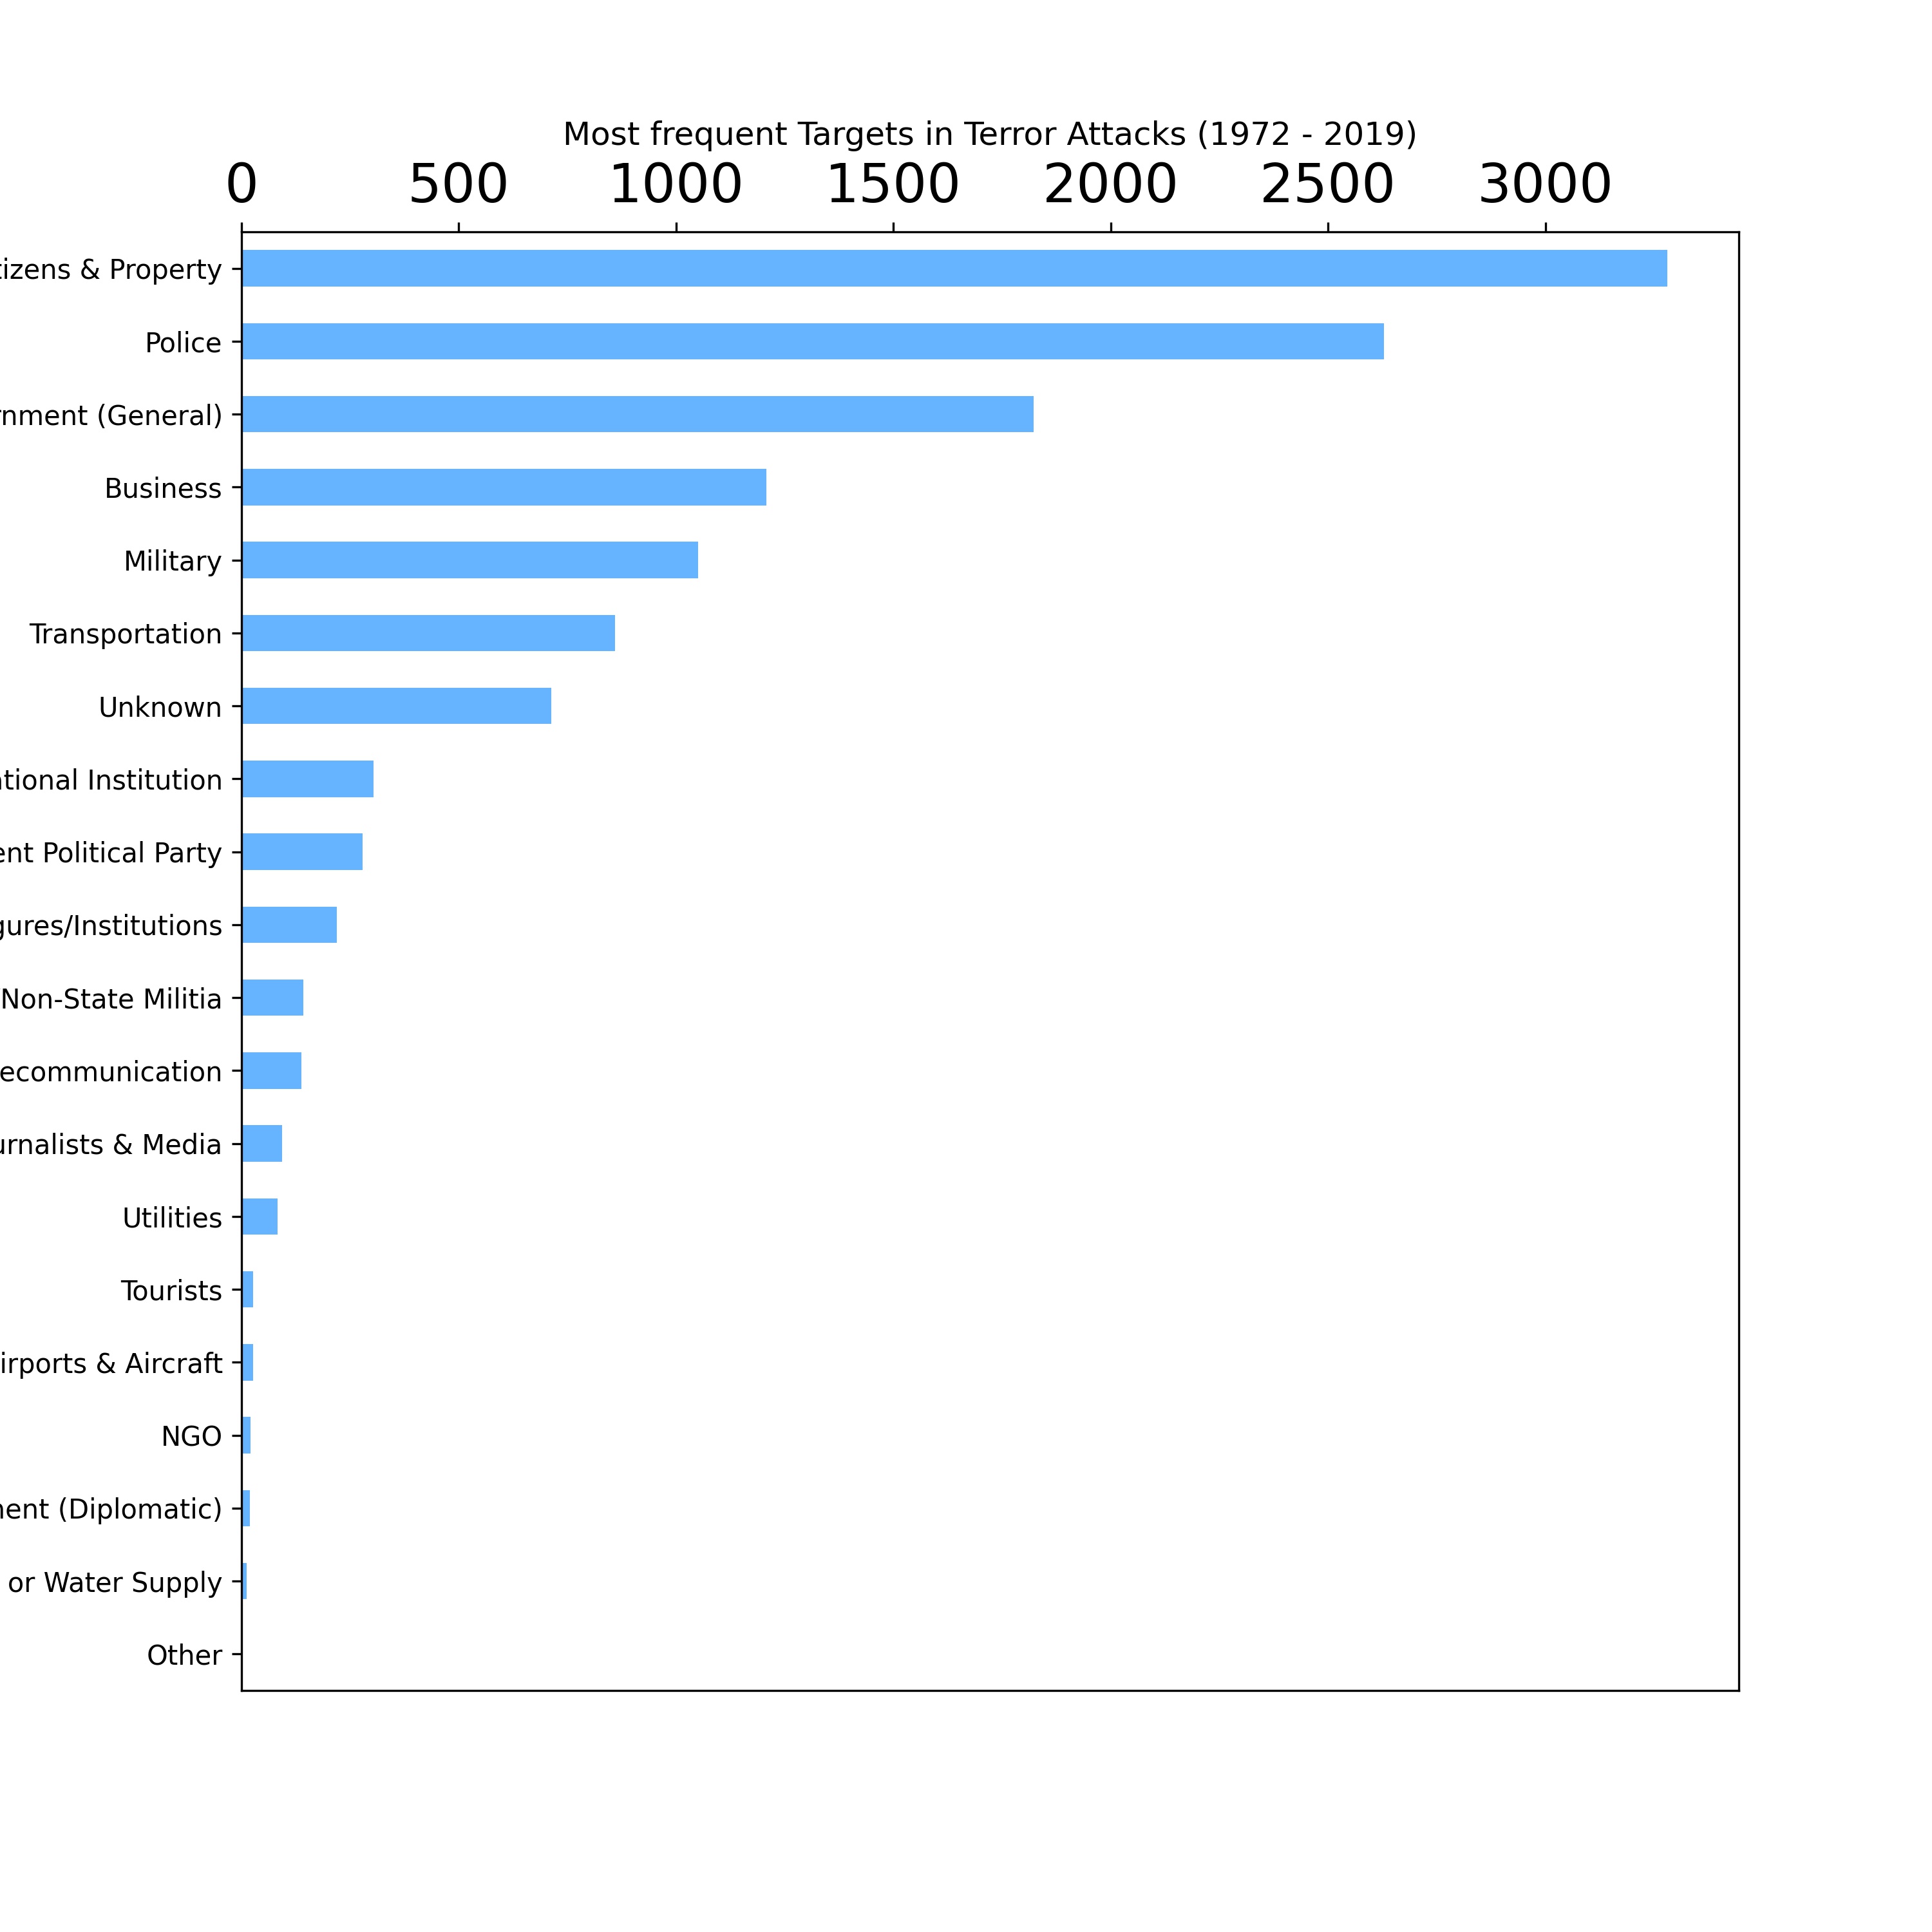 Most frequent Targets in Terror Attacks (1972 - 2019)
0 500 1000 1500 2000 2500 3000
tizens & Property
Police
rnment (General)
Business
Military
Transportation
Unknown
ational Institution
ent Political Party
gures/Institutions
Non-State Militia
ecommunication
urnalists & Media
Utilities
Tourists
irports & Aircraft
NGO
ment (Diplomatic)
or Water Supply
Other